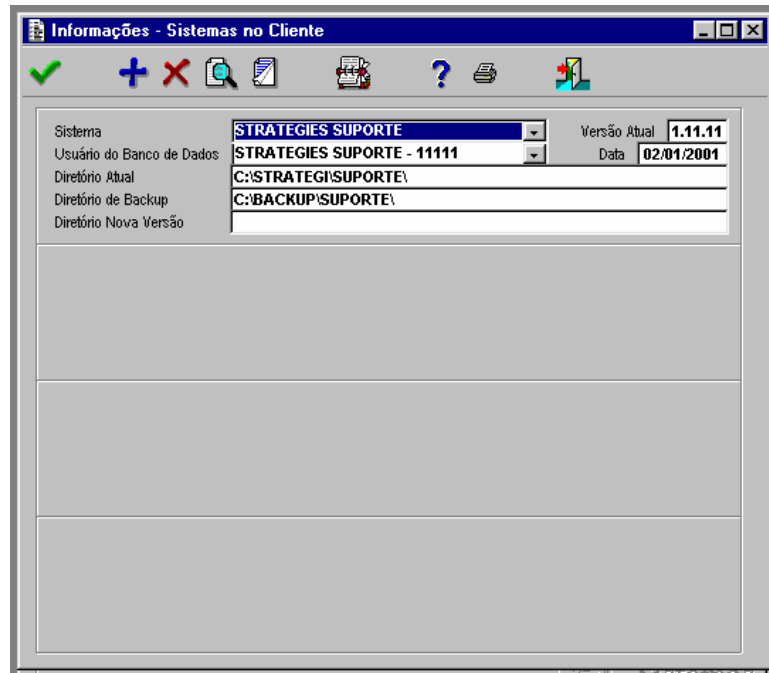 Informações - Sistemas no Cliente
?
Sistema STRATEGIES SUPORTE Versão Atual 1.11.11
Usuário do Banco de Dados STRATEGIES SUPORTE - 11111 Data 02/01/2001
Diretório Atual C:\STRATEGI\SUPORTE\
Diretório de Backup C:\BACKUP\SUPORTE\
Diretório Nova Versão